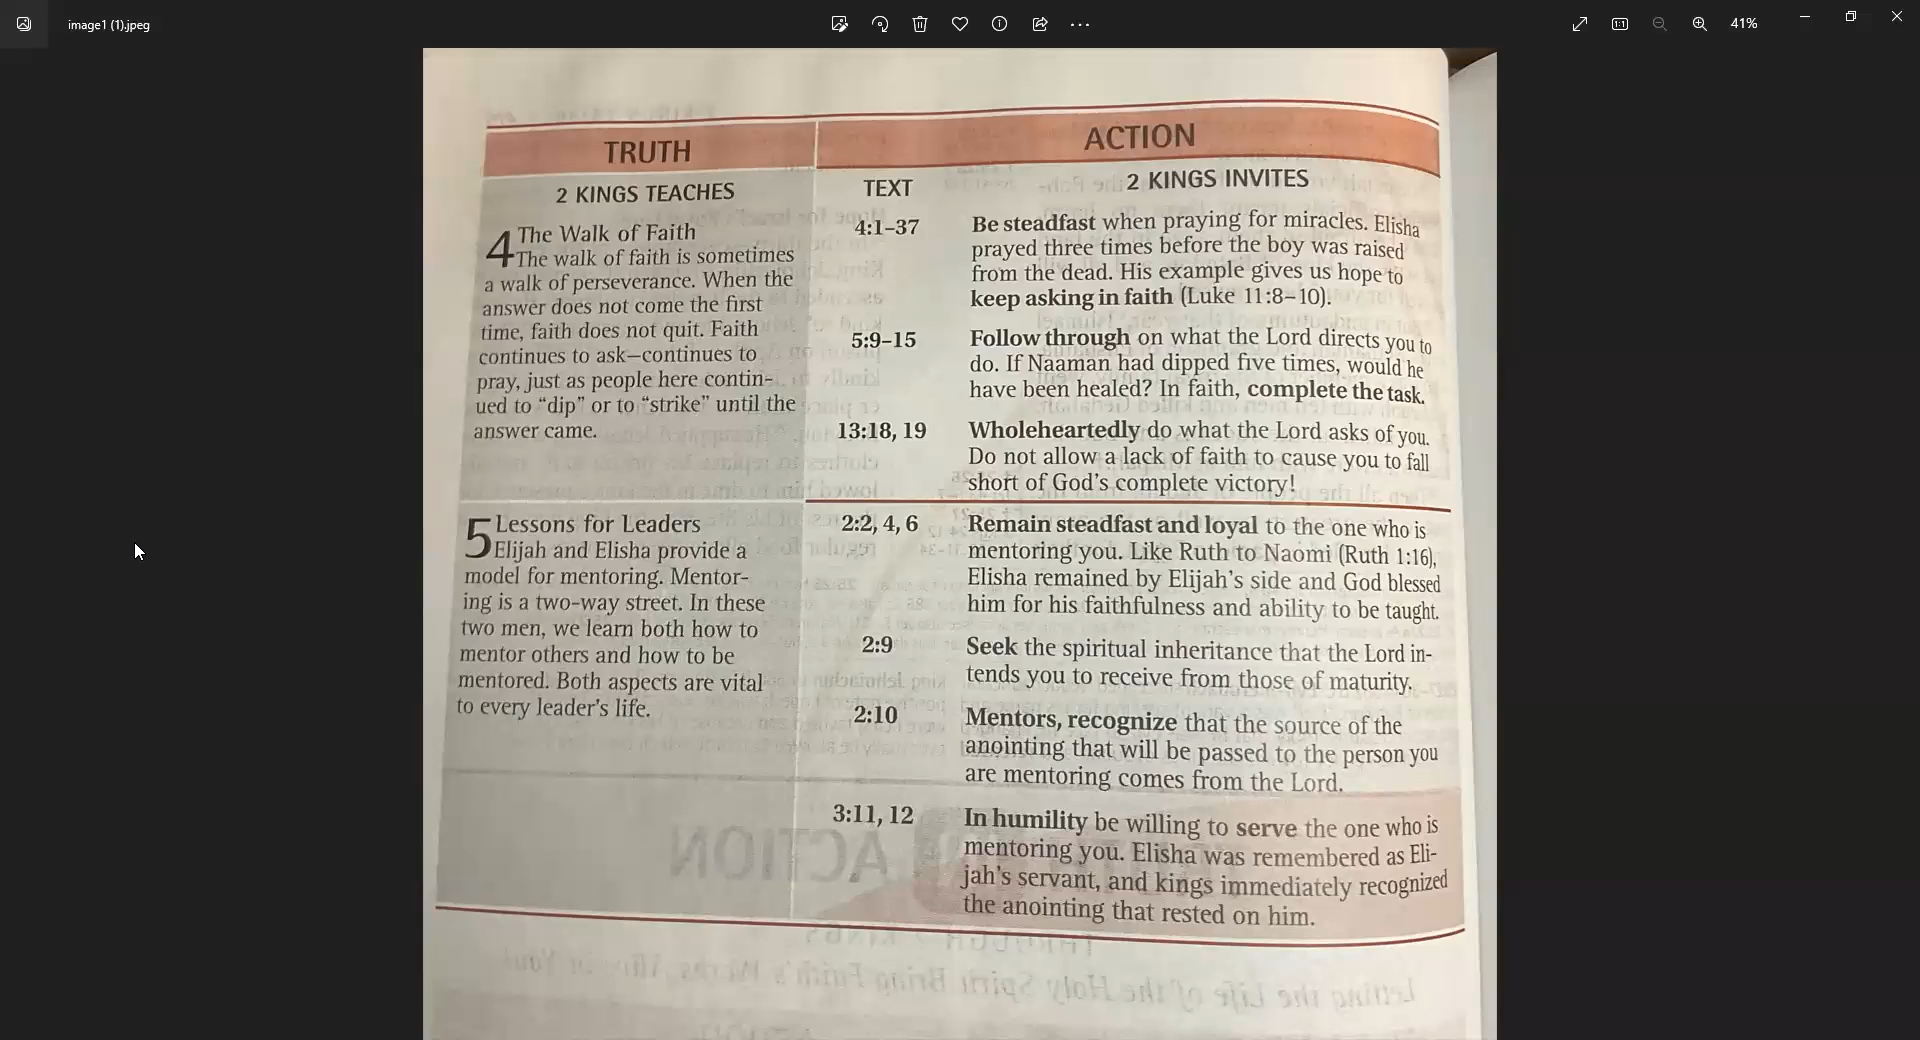 image1 (1).jpeg
41%
TRUTH
ACTION
2 KINGS TEACHES
TEXT
2 KINGS INVITES
4 The Walk of Faith
The walk of faith is sometimes
a walk of perseverance. When the
answer does not come the first
time, faith does not quit. Faith
continues to ask—continues to
pray, just as people here contin-
ued to “dip” or to “strike” until the
answer came.
4:1–37
Be steadfast when praying for miracles. Elisha
prayed three times before the boy was raised
from the dead. His example gives us hope to
keep asking in faith (Luke 11:8–10).
5:9–15
Follow through on what the Lord directs you to
do. If Naaman had dipped five times, would he
have been healed? In faith, complete the task.
13:18, 19
Wholeheartedly do what the Lord asks of you.
Do not allow a lack of faith to cause you to fall
short of God’s complete victory!
5 Lessons for Leaders
Elijah and Elisha provide a
model for mentoring. Mentor-
ing is a two-way street. In these
two men, we learn both how to
mentor others and how to be
mentored. Both aspects are vital
to every leader’s life.
2:2, 4, 6
Remain steadfast and loyal to the one who is
mentoring you. Like Ruth to Naomi (Ruth 1:16),
Elisha remained by Elijah’s side and God blessed
him for his faithfulness and ability to be taught.
2:9
Seek the spiritual inheritance that the Lord in-
tends you to receive from those of maturity.
2:10
Mentors, recognize that the source of the
anointing that will be passed to the person you
are mentoring comes from the Lord.
3:11, 12
In humility be willing to serve the one who is
mentoring you. Elisha was remembered as Eli-
jah’s servant, and kings immediately recognized
the anointing that rested on him.